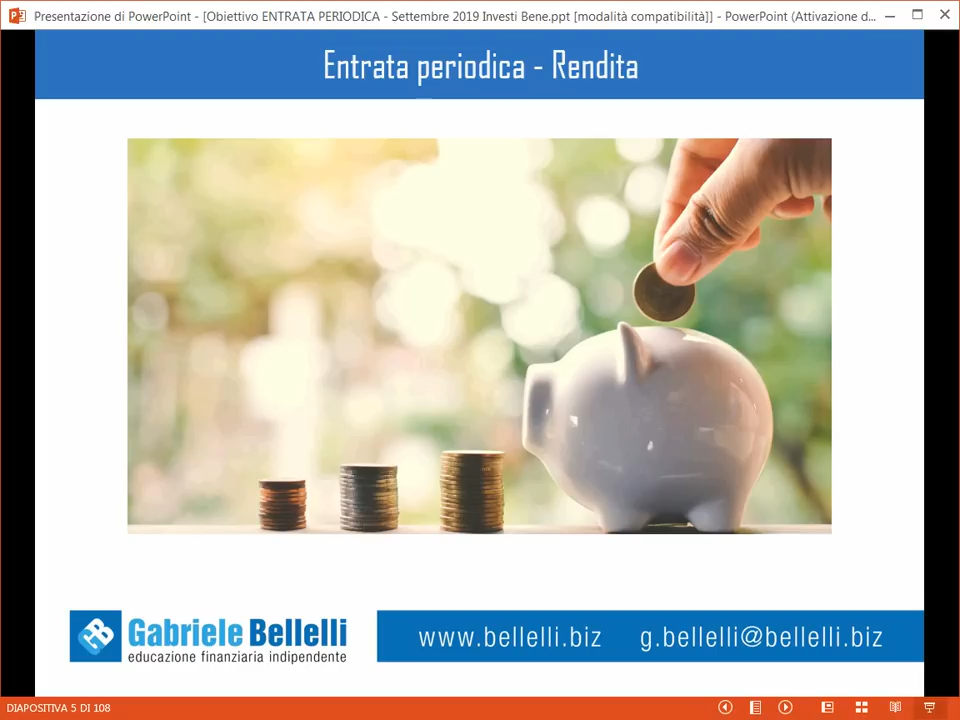 Presentazione di PowerPoint - [Obiettivo ENTRATA PERIODICA - Settembre 2019 Investi Bene.ppt [modalità compatibilità]] - PowerPoint (Attivazione d...
Entrata periodica - Rendita
Gabriele Bellelli
educazione finanziaria indipendente
www.bellelli.biz g.bellelli@bellelli.biz
DIAPOSITIVA 5 DI 108